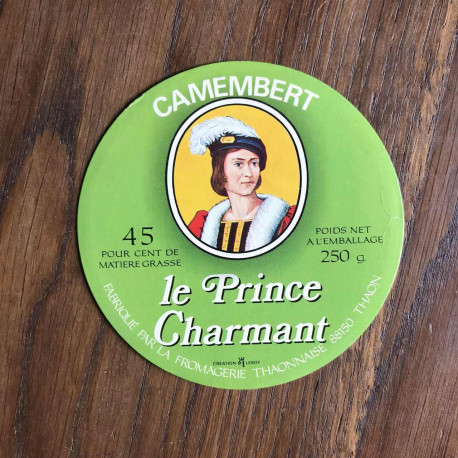 CAMEMBERT
45
POUR CENT DE
MATIERE GRASSE
POIDS NET
A L'EMBALLAGE
250 g.
le Prince
Charmant
CREATION LEROY
FABRIQUÉ PAR LA FROMAGERIE THAONNAISE 88150 THAON